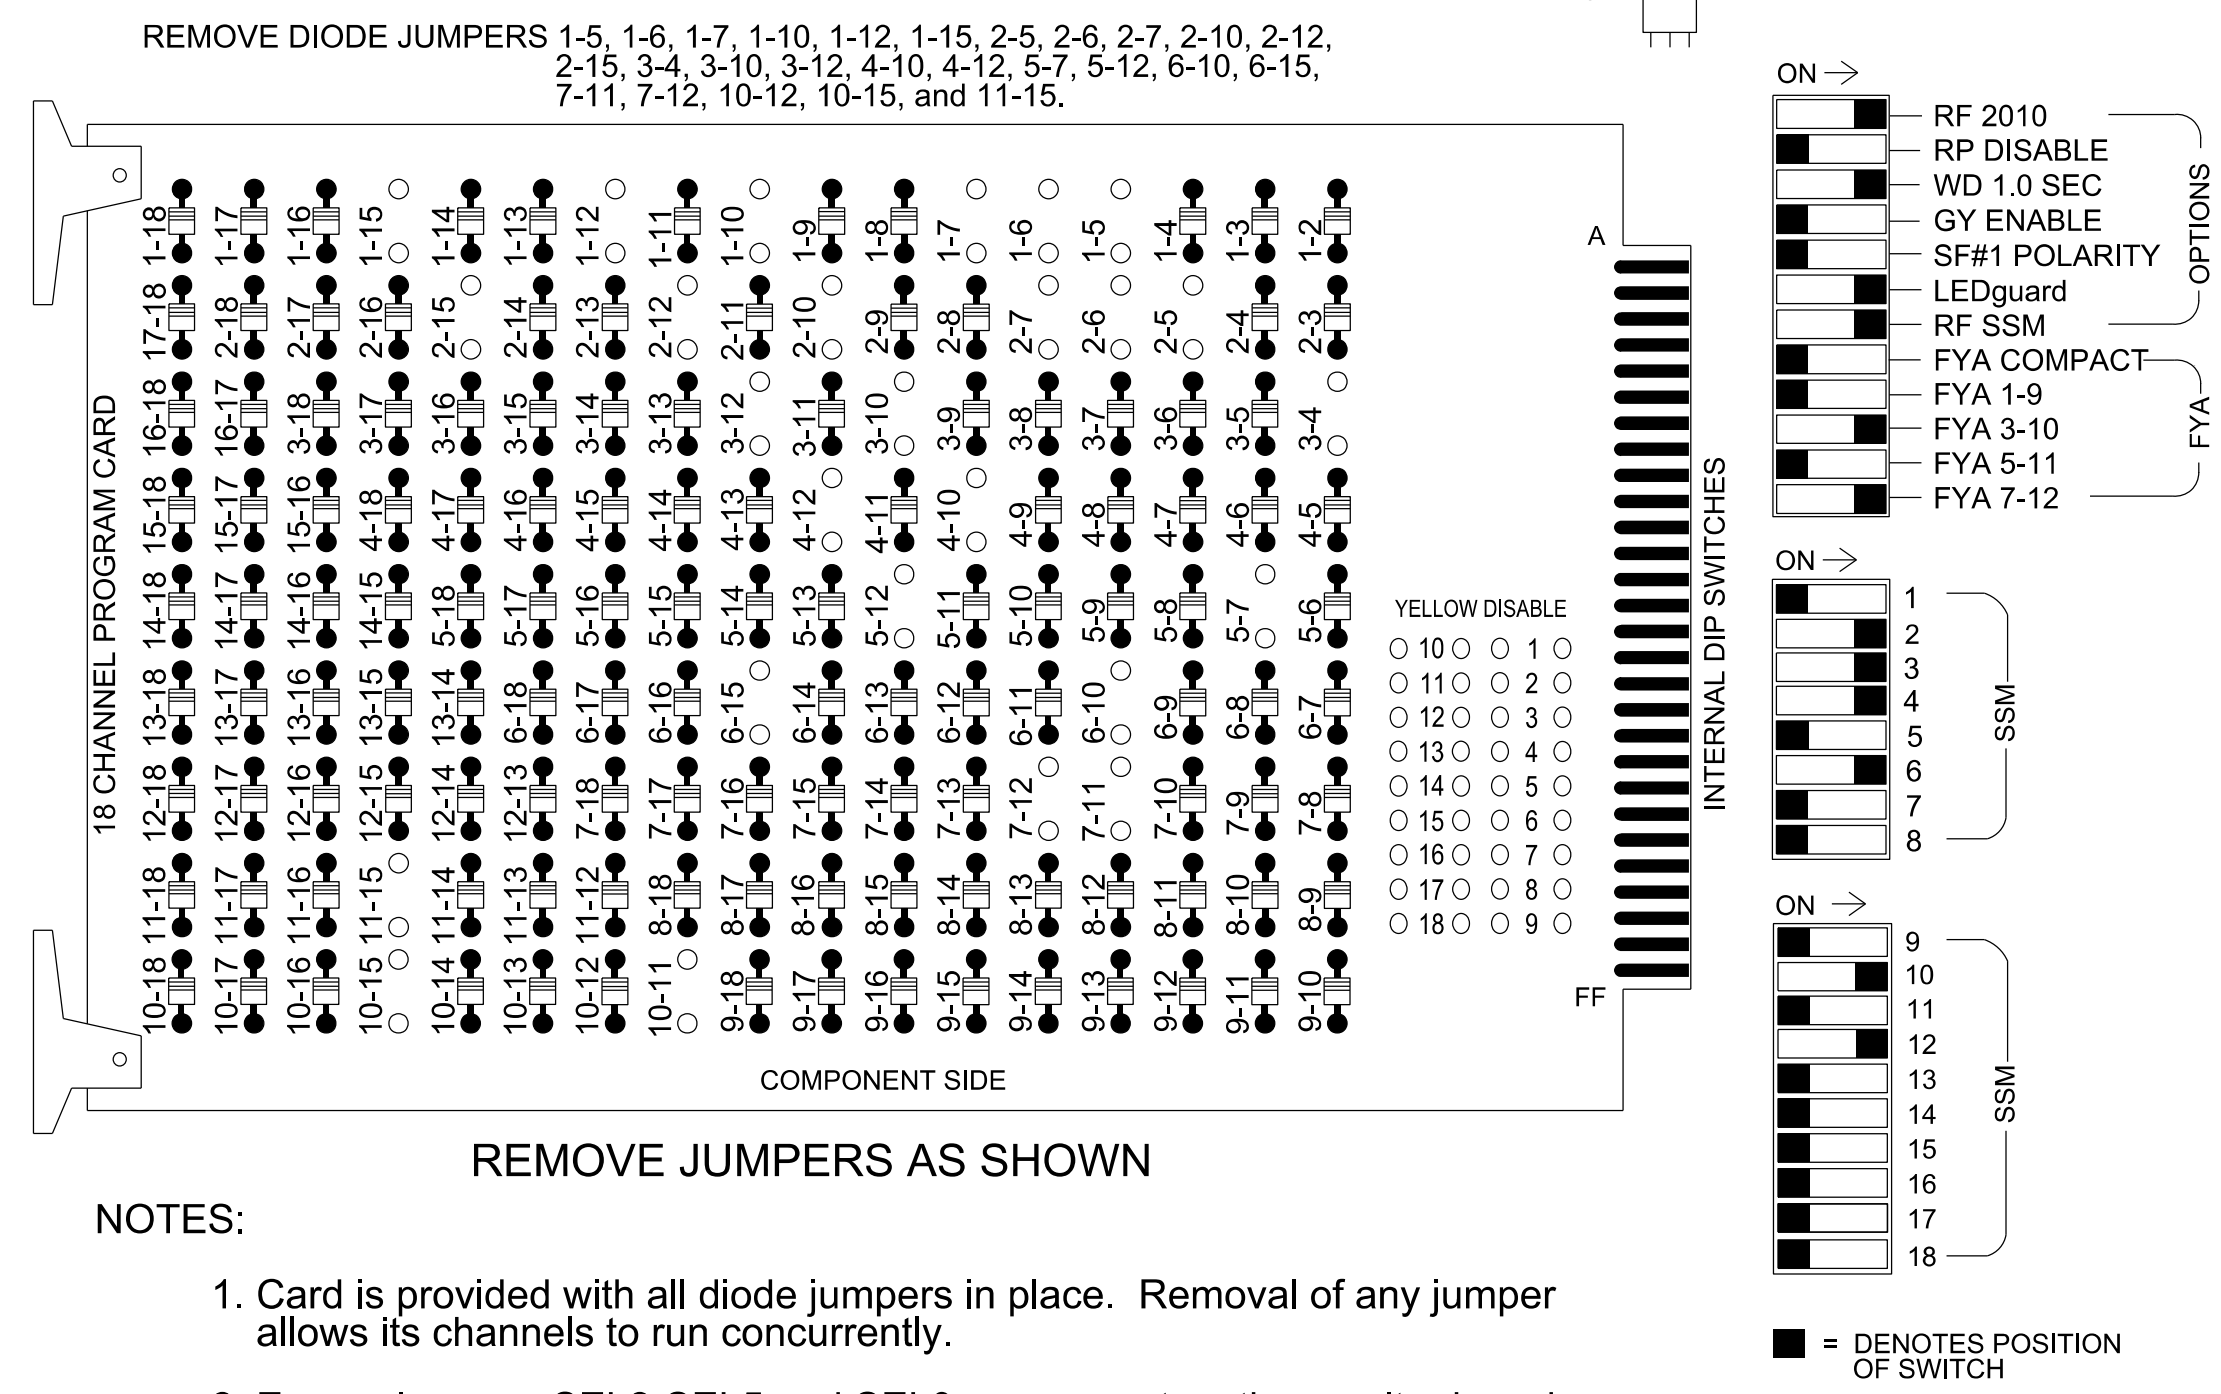 REMOVE DIODE JUMPERS 1-5, 1-6, 1-7, 1-10, 1-12, 1-15, 2-5, 2-6, 2-7, 2-10, 2-12,
2-15, 3-4, 3-10, 3-12, 4-10, 4-12, 5-7, 5-12, 6-10, 6-15,
7-11, 7-12, 10-12, 10-15, and 11-15.
18 CHANNEL PROGRAM CARD
1-18 1-17 1-16 1-15 1-14 1-13 1-12 1-11 1-10 1-9 1-8 1-7 1-6 1-5 1-4 1-3 1-2
17-18 2-18 2-17 2-16 2-15 2-14 2-13 2-12 2-11 2-10 2-9 2-8 2-7 2-6 2-5 2-4 2-3
16-18 16-17 3-18 3-17 3-16 3-15 3-14 3-13 3-12 3-11 3-10 3-9 3-8 3-7 3-6 3-5 3-4
15-18 15-17 15-16 4-18 4-17 4-16 4-15 4-14 4-13 4-12 4-11 4-10 4-9 4-8 4-7 4-6 4-5
14-18 14-17 14-16 14-15 5-18 5-17 5-16 5-15 5-14 5-13 5-12 5-11 5-10 5-9 5-8 5-7 5-6
13-18 13-17 13-16 13-15 13-14 6-18 6-17 6-16 6-15 6-14 6-13 6-12 6-11 6-10 6-9 6-8 6-7
12-18 12-17 12-16 12-15 12-14 12-13 7-18 7-17 7-16 7-15 7-14 7-13 7-12 7-11 7-10 7-9 7-8
11-18 11-17 11-16 11-15 11-14 11-13 11-12 8-18 8-17 8-16 8-15 8-14 8-13 8-12 8-11 8-10 8-9
10-18 10-17 10-16 10-15 10-14 10-13 10-12 10-11 9-18 9-17 9-16 9-15 9-14 9-13 9-12 9-11 9-10
A
FF
YELLOW DISABLE
10 1
11 2
12 3
13 4
14 5
15 6
16 7
17 8
18 9
COMPONENT SIDE
INTERNAL DIP SWITCHES
ON
RF 2010
RP DISABLE
WD 1.0 SEC
GY ENABLE
SF#1 POLARITY
LEDguard
RF SSM
OPTIONS
FYA COMPACT
FYA 1-9
FYA 3-10
FYA 5-11
FYA 7-12
FYA
ON
1
2
3
4
5
6
7
8
SSM
ON
9
10
11
12
13
14
15
16
17
18
SSM
= DENOTES POSITION
OF SWITCH
REMOVE JUMPERS AS SHOWN
NOTES:
1. Card is provided with all diode jumpers in place. Removal of any jumper
allows its channels to run concurrently.